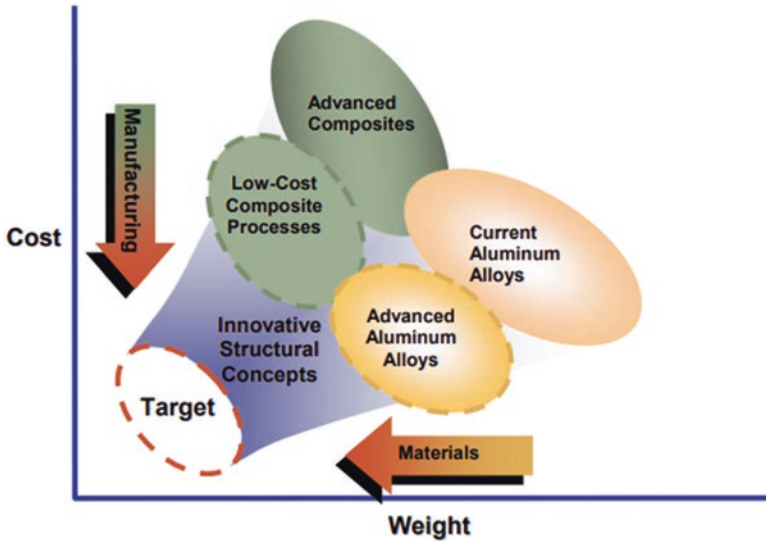 Advanced
Composites
Manufacturing
Low-Cost
Composite
Processes
Cost
Current
Aluminum
Alloys
Innovative
Structural
Concepts
Advanced
Aluminum
Alloys
Target
Materials
Weight